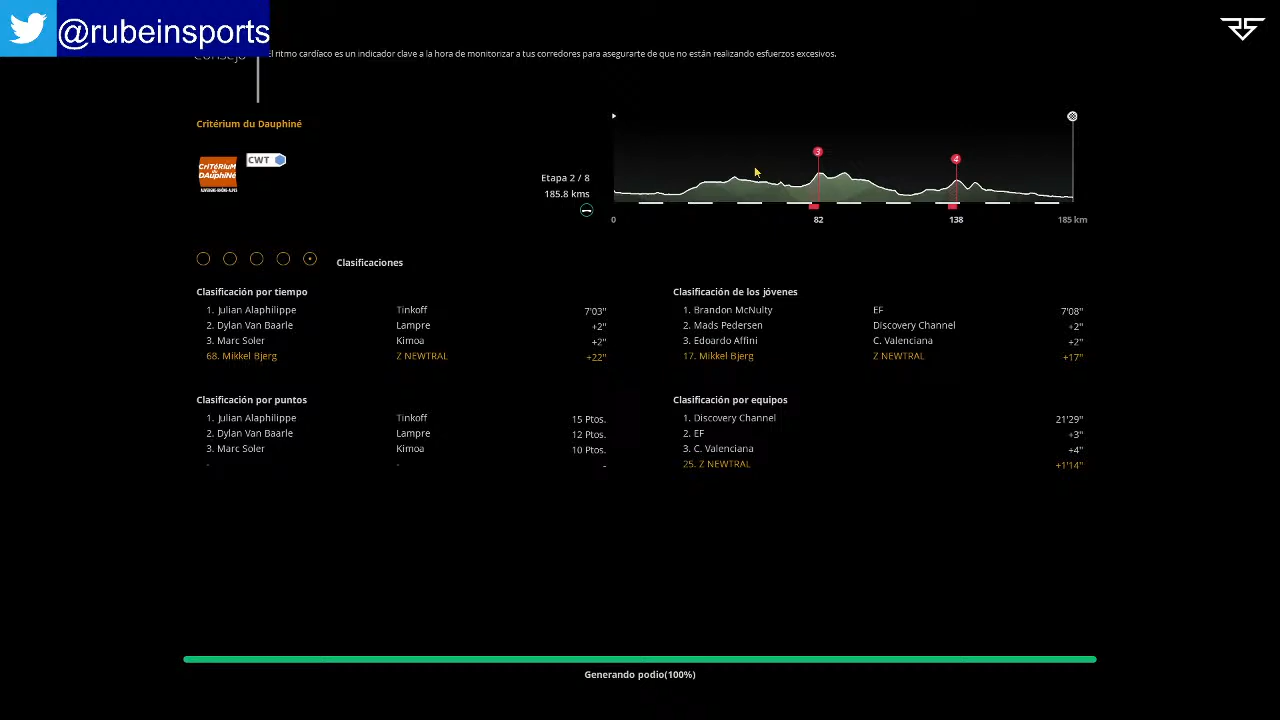 @rubeinsports
RS
Consejo
El ritmo cardíaco es un indicador clave a la hora de monitorizar a tus corredores para asegurarte de que no están realizando esfuerzos excesivos.
Critérium du Dauphiné
CRITÉRIUM DU DAUPHINÉ
CWT
Etapa 2 / 8
185.8 kms
3
4
0
82
138
185 km
Clasificaciones
Clasificación por tiempo
1. Julian Alaphilippe Tinkoff 7'03"
2. Dylan Van Baarle Lampre +2"
3. Marc Soler Kimoa +2"
68. Mikkel Bjerg Z NEWTRAL +22"
Clasificación de los jóvenes
1. Brandon McNulty EF 7'08"
2. Mads Pedersen Discovery Channel +2"
3. Edoardo Affini C. Valenciana +2"
17. Mikkel Bjerg Z NEWTRAL +17"
Clasificación por puntos
1. Julian Alaphilippe Tinkoff 15 Ptos.
2. Dylan Van Baarle Lampre 12 Ptos.
3. Marc Soler Kimoa 10 Ptos.
- - -
Clasificación por equipos
1. Discovery Channel 21'29"
2. EF +3"
3. C. Valenciana +4"
25. Z NEWTRAL +1'14"
Generando podio(100%)